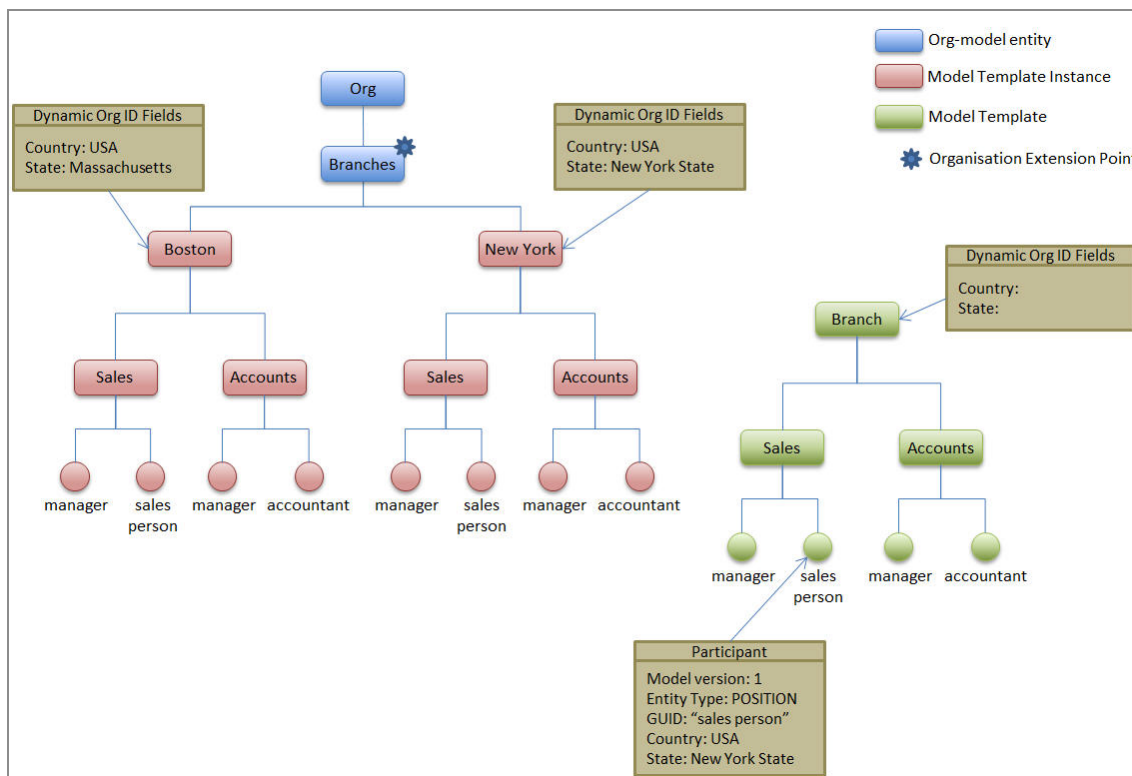 Org-model entity
Model Template Instance
Model Template
Organisation Extension Point
Org
Branches
Dynamic Org ID Fields
Country: USA
State: Massachusetts
Dynamic Org ID Fields
Country: USA
State: New York State
Boston
New York
Sales
Accounts
Sales
Accounts
manager
sales
person
manager
accountant
manager
sales
person
manager
accountant
Dynamic Org ID Fields
Country:
State:
Branch
Sales
Accounts
manager
sales
person
manager
accountant
Participant
Model version: 1
Entity Type: POSITION
GUID: “sales person”
Country: USA
State: New York State